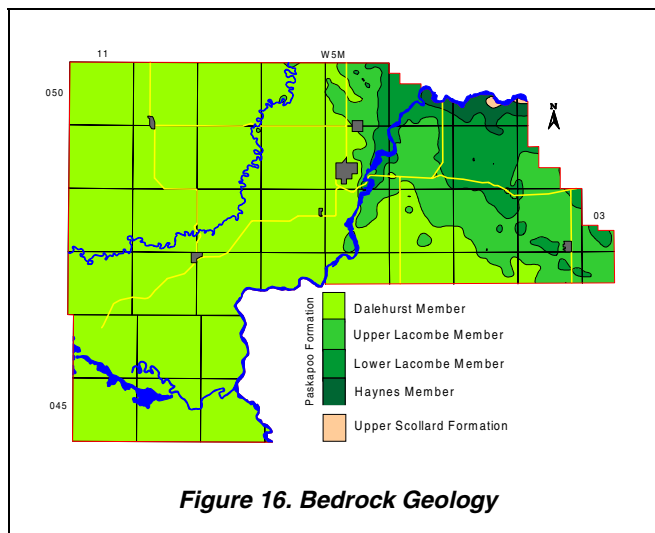 11
W5M
050
N
03
Paskapoo Formation
Dalehurst Member
Upper Lacombe Member
Lower Lacombe Member
Haynes Member
Upper Scollard Formation
045
Figure 16. Bedrock Geology